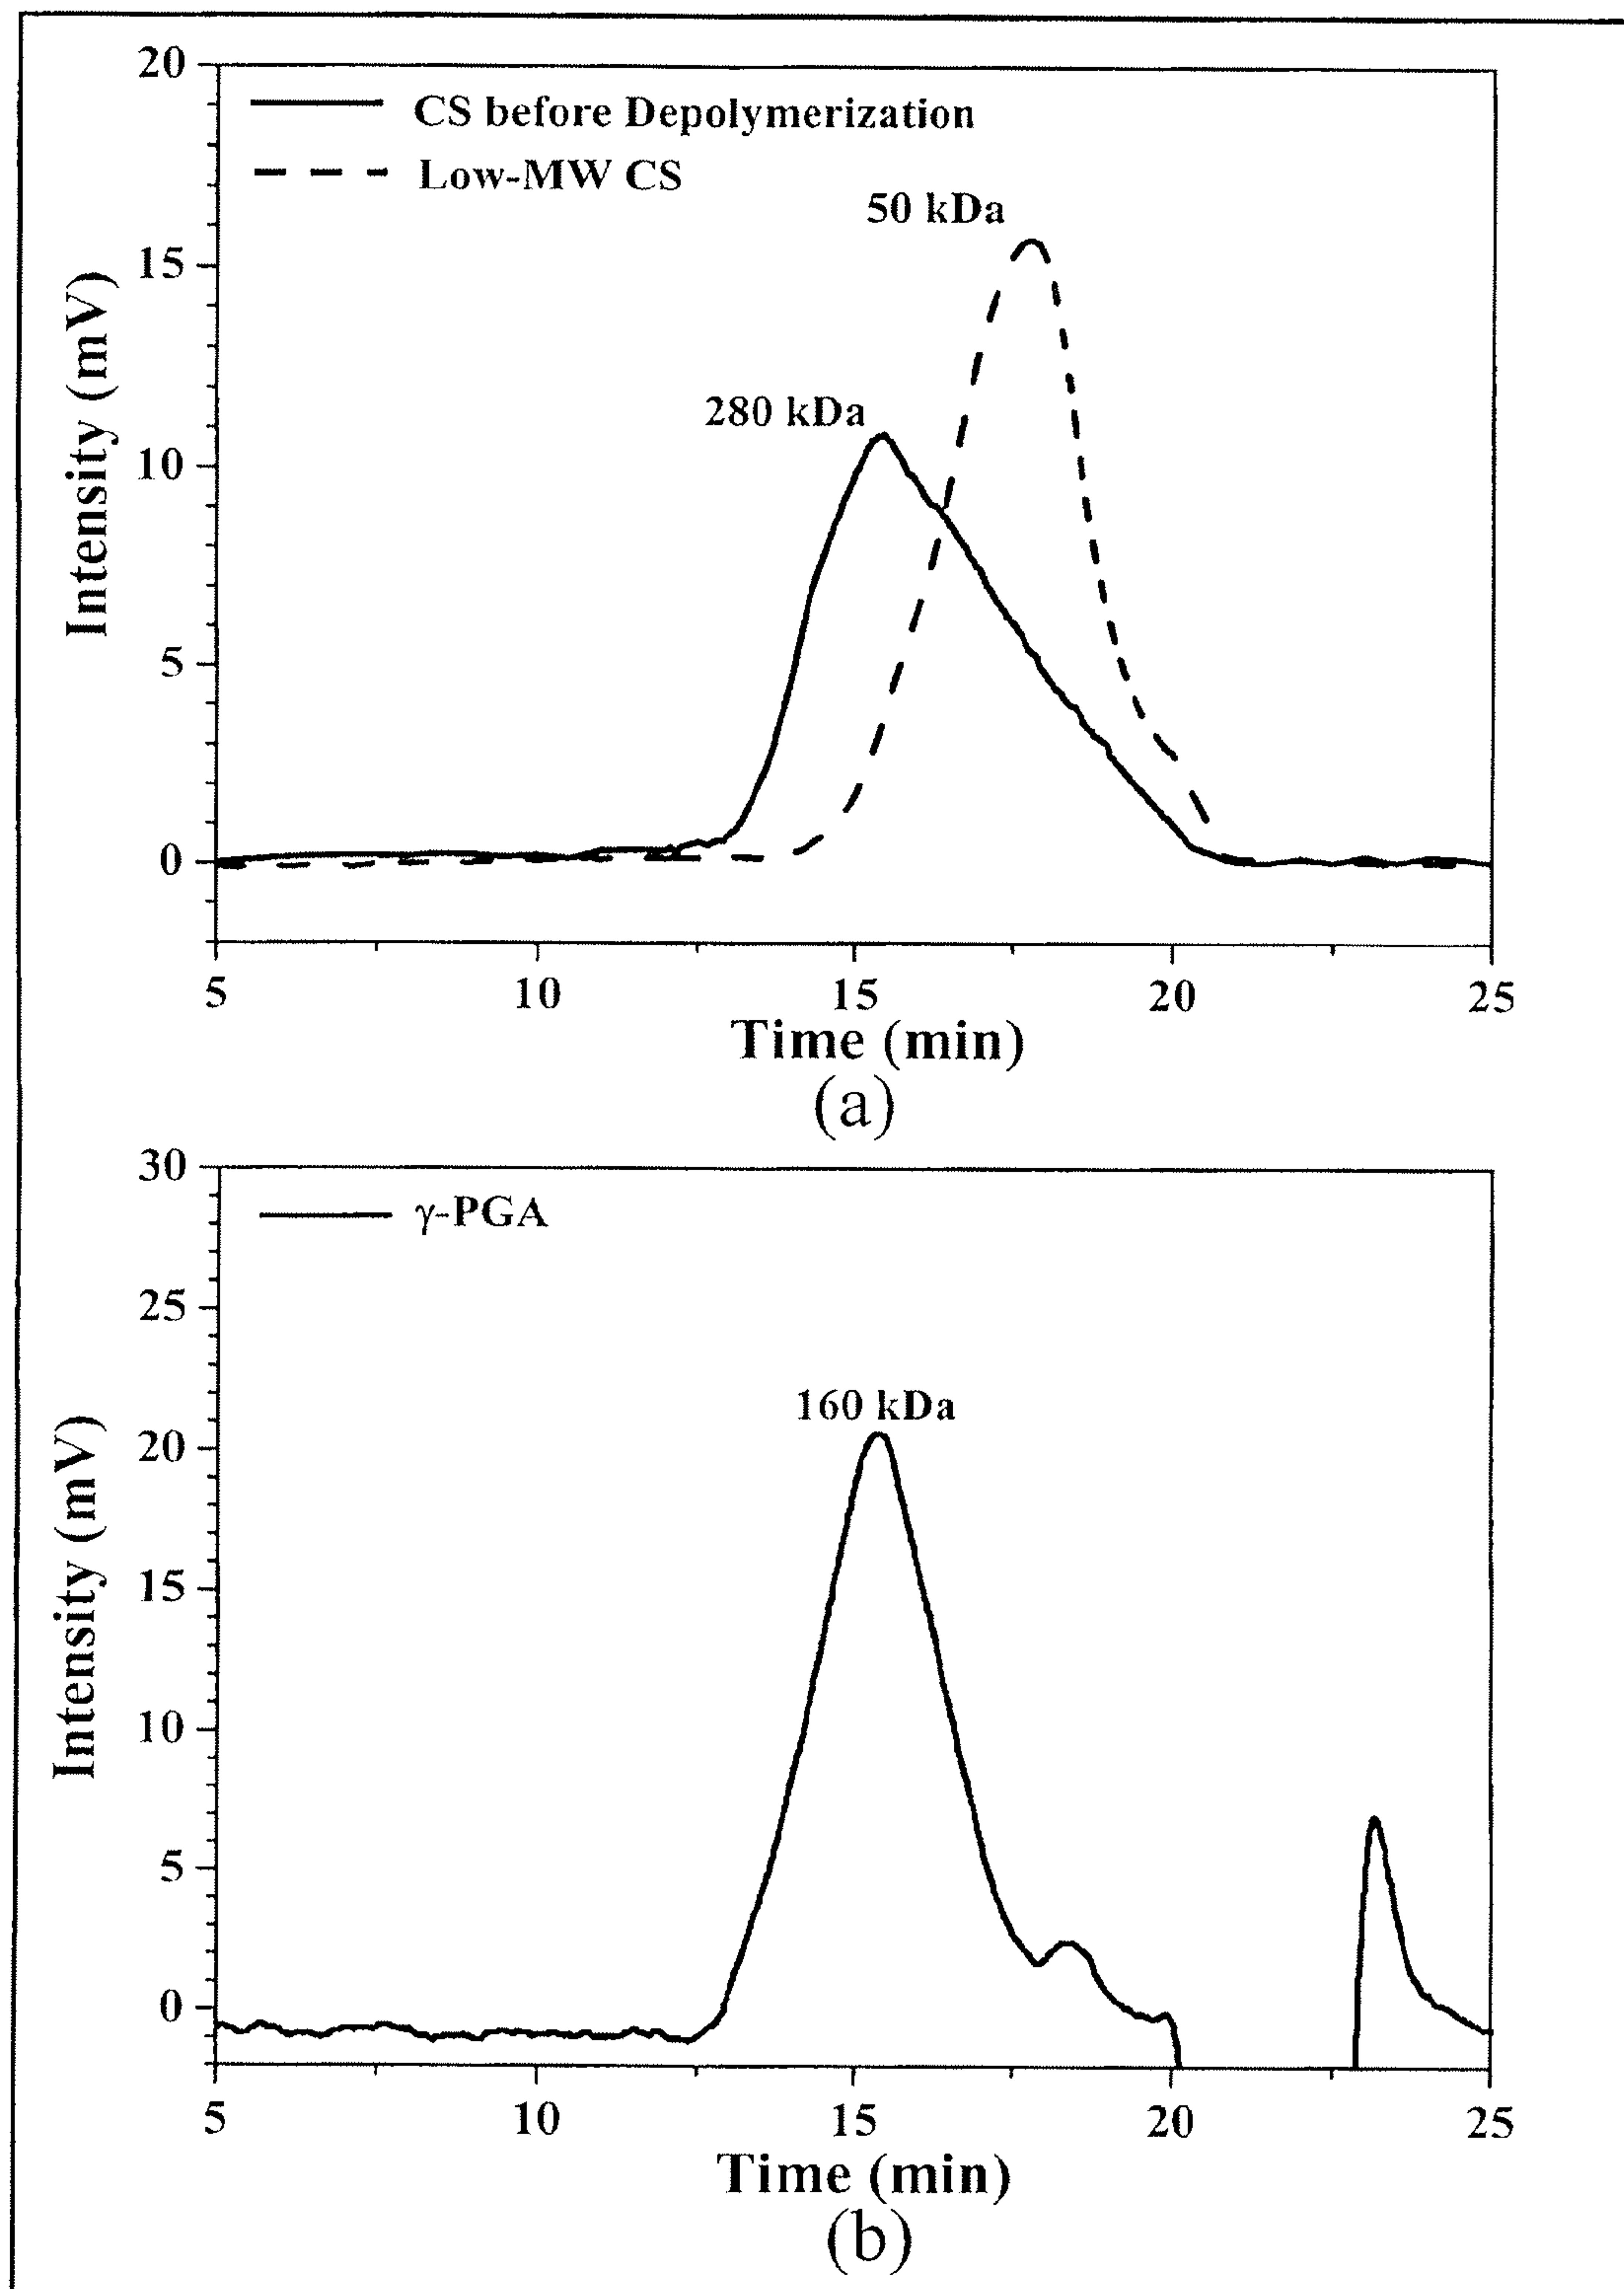 20
CS before Depolymerization
Low-MW CS
50 kDa
15
280 kDa
10
5
0
Intensity (mV)
5 10 15 20 25
Time (min)
(a)
30
γ-PGA
25
160 kDa
20
15
10
5
0
Intensity (mV)
5 10 15 20 25
Time (min)
(b)